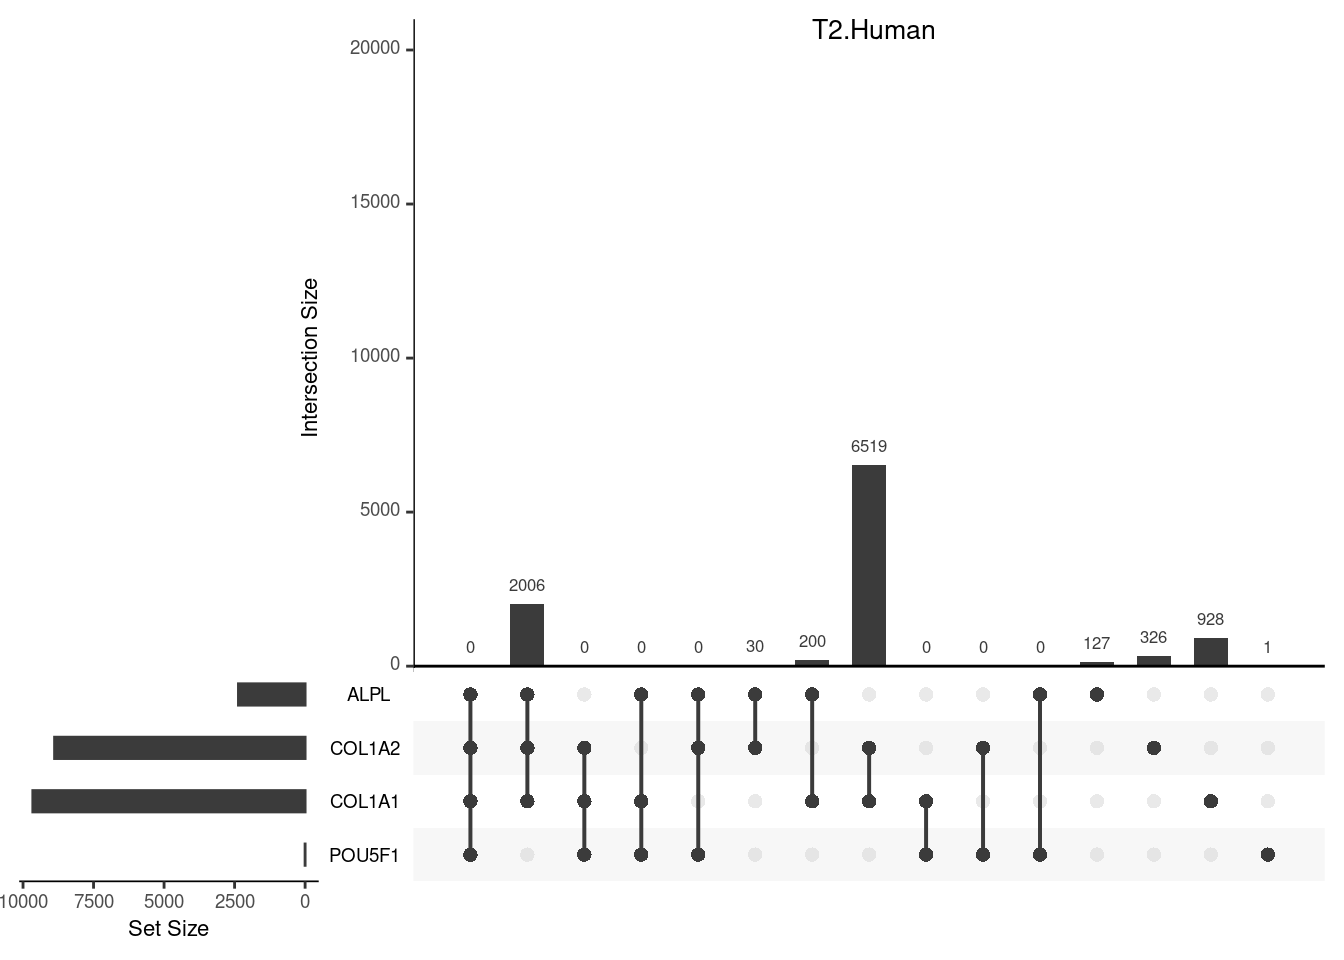 T2.Human
20000
15000
10000
5000
0
Intersection Size
0 2006 0 0 0 30 200 6519 0 0 0 127 326 928 1
ALPL
COL1A2
COL1A1
POU5F1
10000 7500 5000 2500 0
Set Size